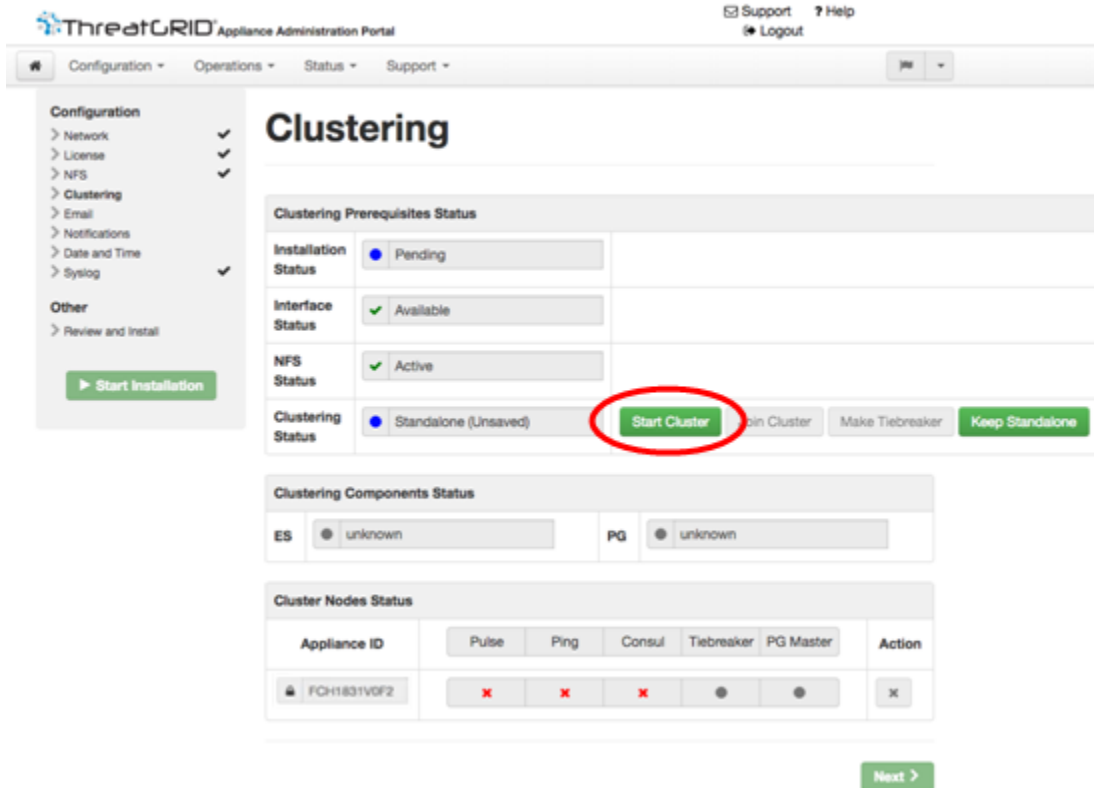 Support ? Help
ThreatGRID Appliance Administration Portal
Logout
Configuration Operations Status Support
Configuration
> Network
> License
> NFS
> Clustering
> Email
> Notifications
> Date and Time
> Syslog
Other
> Review and Install
Start Installation
Clustering
Clustering Prerequisites Status
Installation Status
Pending
Interface Status
Available
NFS Status
Active
Clustering Status
Standalone (Unsaved)
Start Cluster
Cluster
Make Tiebreaker
Keep Standalone
Clustering Components Status
ES unknown PG unknown
Cluster Nodes Status
Appliance ID Pulse Ping Consul Tiebreaker PG Master Action
FCH1831V0F2
Next >